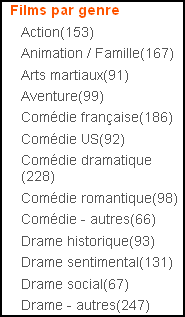 Films par genre
Action(153)
Animation / Famille(167)
Arts martiaux(91)
Aventure(99)
Comédie française(186)
Comédie US(92)
Comédie dramatique
(228)
Comédie romantique(98)
Comédie - autres(66)
Drame historique(93)
Drame sentimental(131)
Drame social(67)
Drame - autres(247)